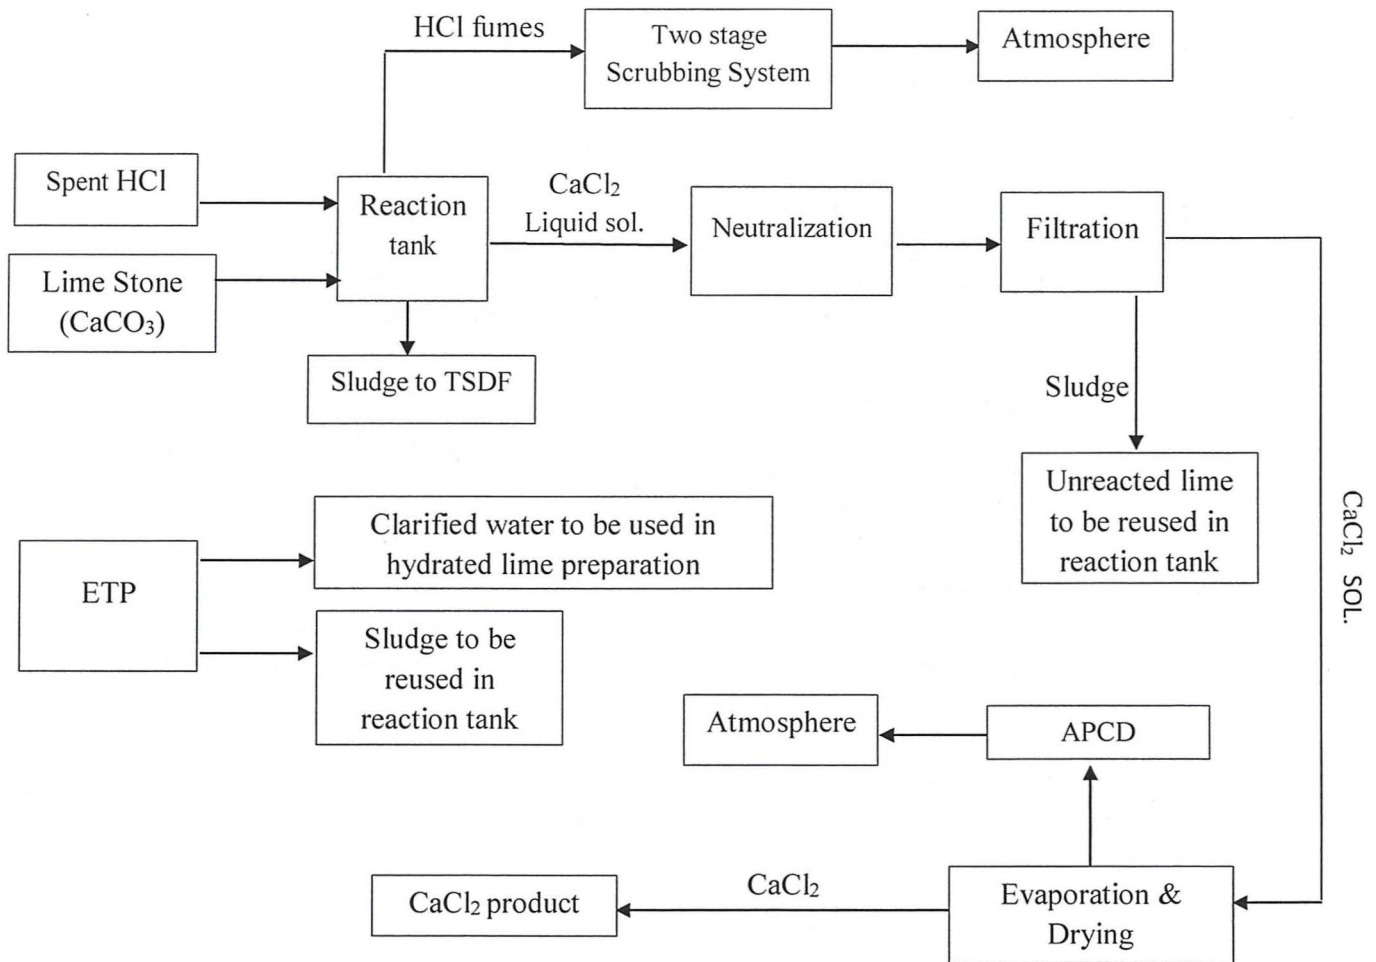 HCl fumes
Two stage
Scrubbing System
Atmosphere
Spent HCl
Reaction
tank
CaCl₂
Liquid sol.
Neutralization
Filtration
Lime Stone
(CaCO₃)
Sludge to TSDF
Sludge
Unreacted lime
to be reused in
reaction tank
CaCl₂ SOL.
Clarified water to be used in
hydrated lime preparation
ETP
Sludge to be
reused in
reaction tank
Atmosphere
APCD
CaCl₂ product
CaCl₂
Evaporation &
Drying